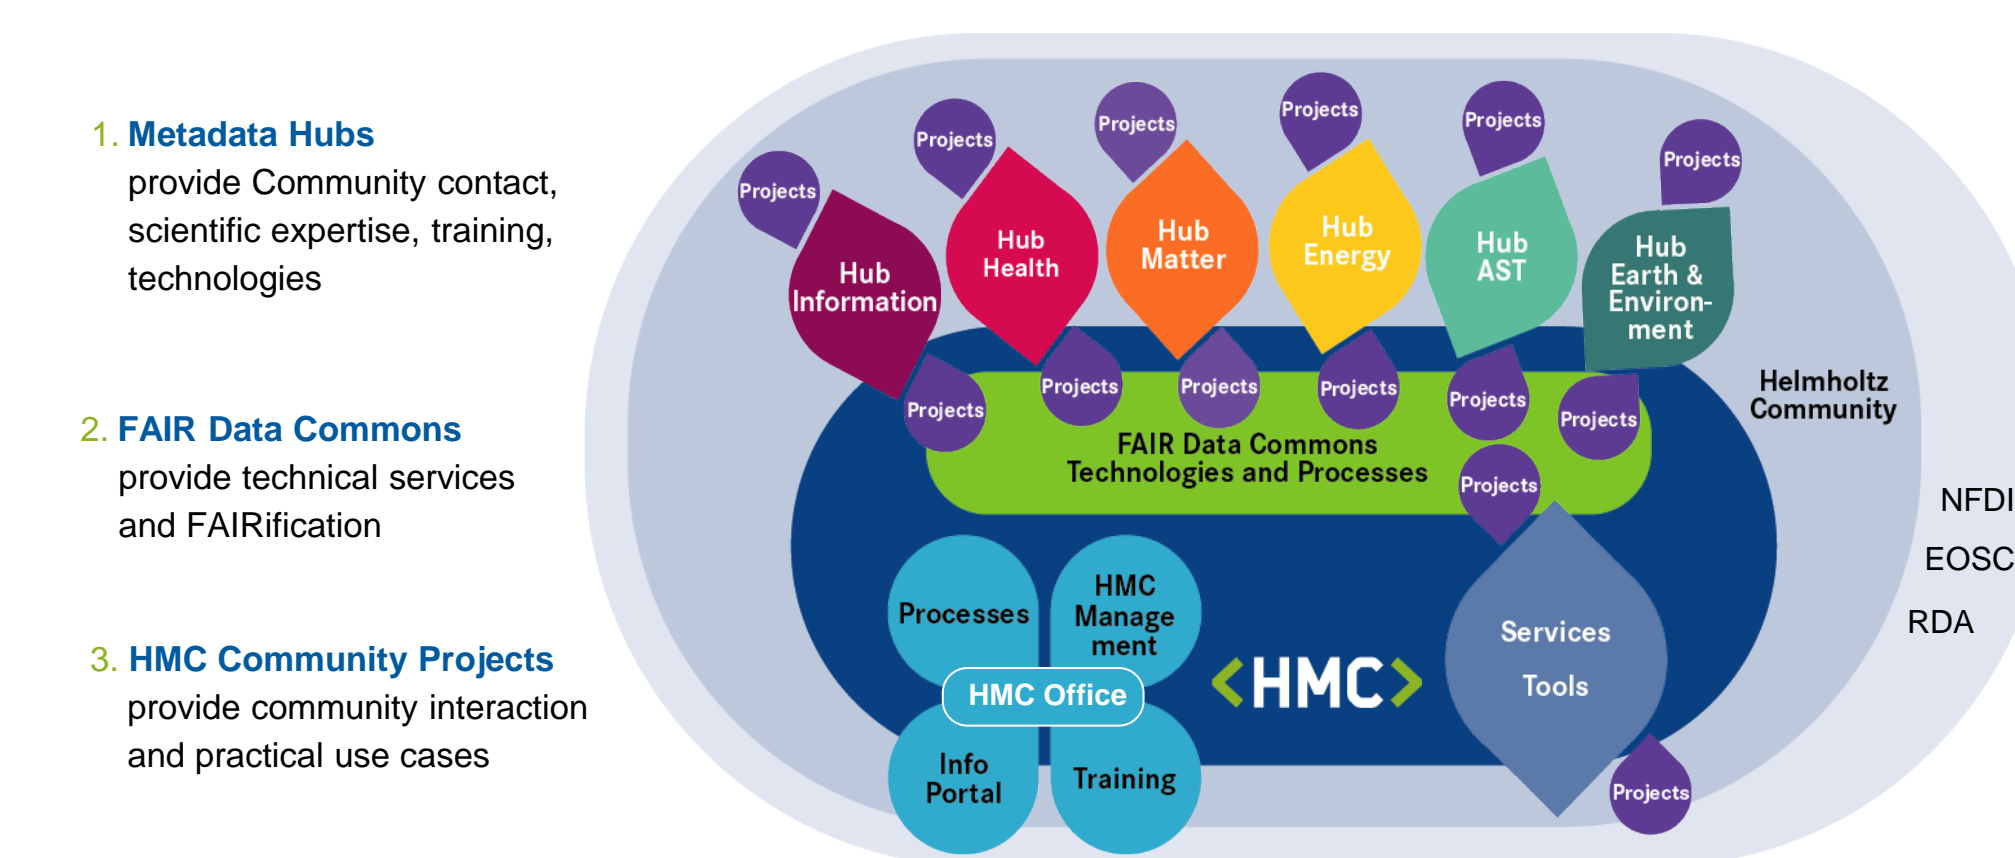 1. Metadata Hubs
provide Community contact,
scientific expertise, training,
technologies
2. FAIR Data Commons
provide technical services
and FAIRification
3. HMC Community Projects
provide community interaction
and practical use cases
Projects
Projects
Projects
Projects
Projects
Projects
Hub
Information
Hub
Health
Hub
Matter
Hub
Energy
Hub
AST
Hub
Earth &
Environ-
ment
Projects
Projects
Projects
Projects
Projects
Projects
FAIR Data Commons
Technologies and Processes
Projects
Helmholtz
Community
NFDI
EOSC
RDA
Processes
HMC
Manage
ment
HMC Office
Info
Portal
Training
<HMC>
Services
Tools
Projects